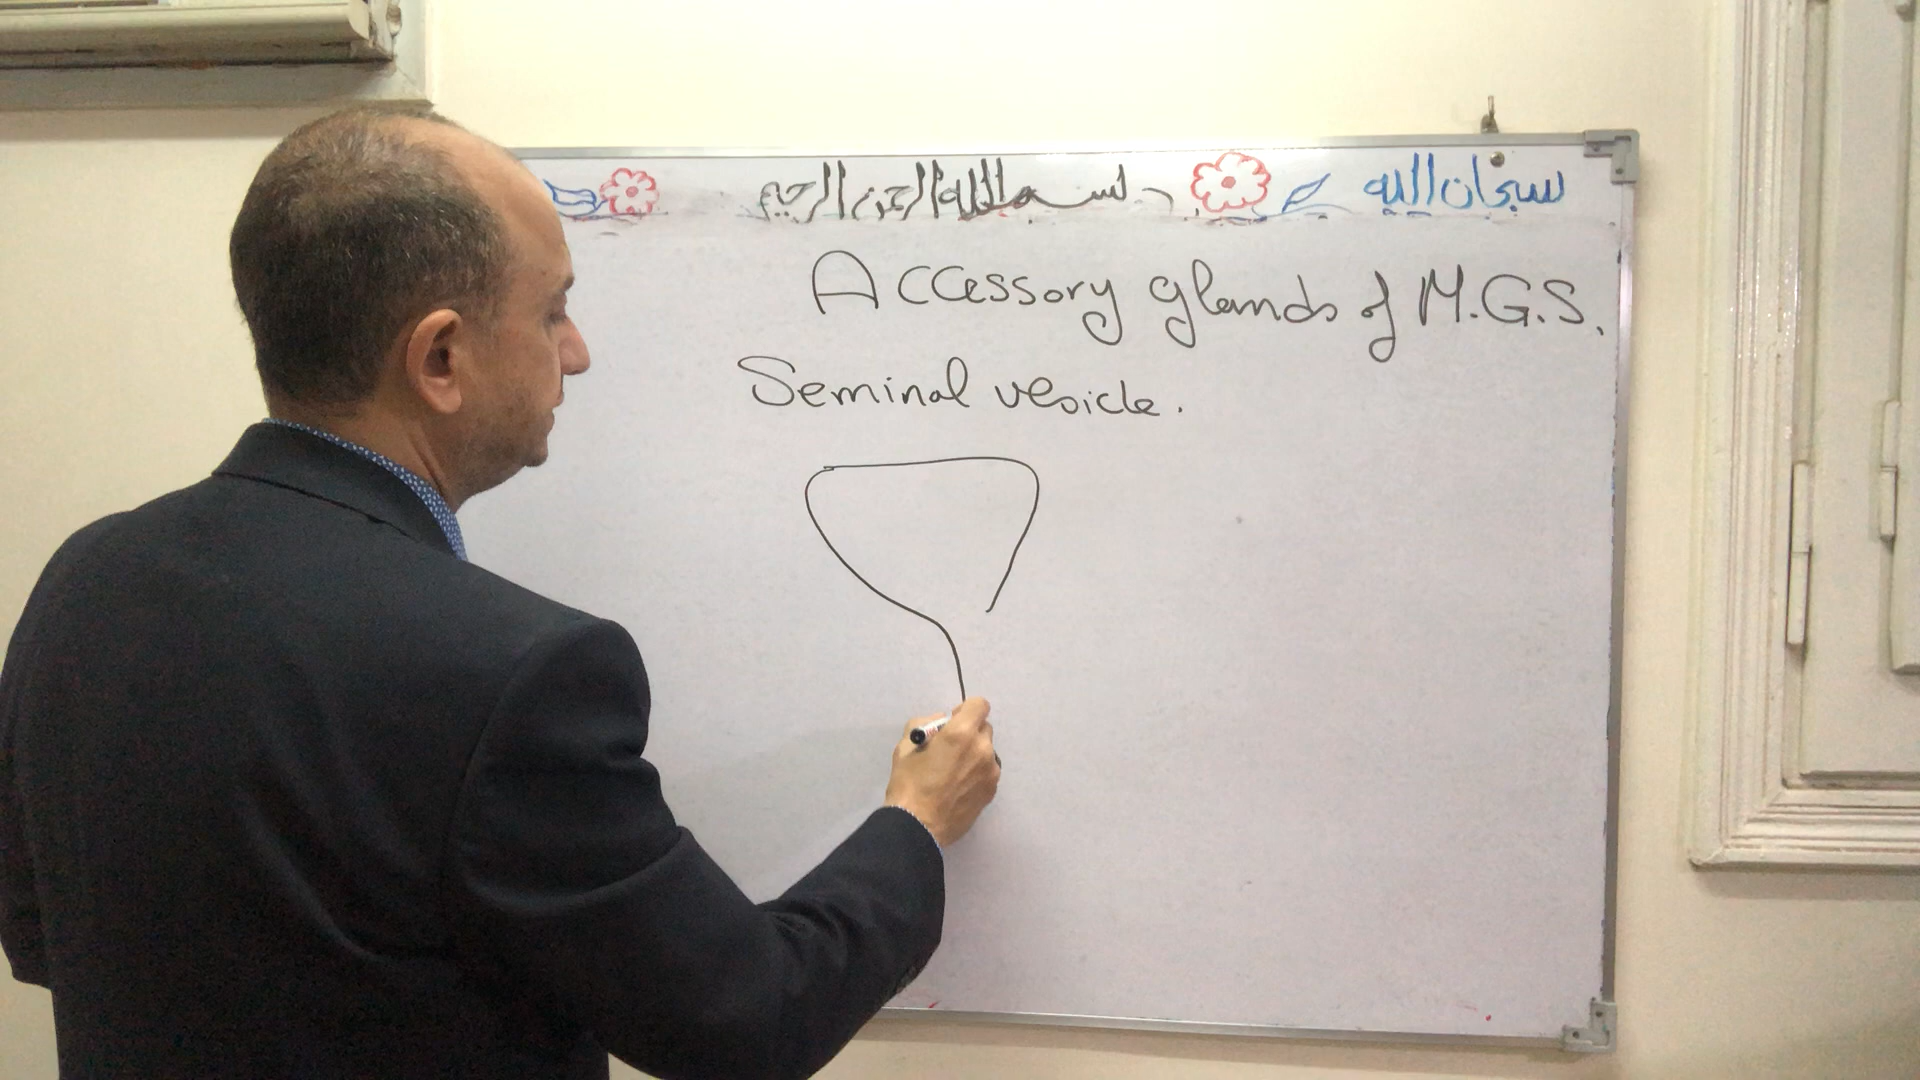 سبحان الله بسم الله الرحمن الرحيم
Accessory glands of M.G.S.
Seminal vesicle.